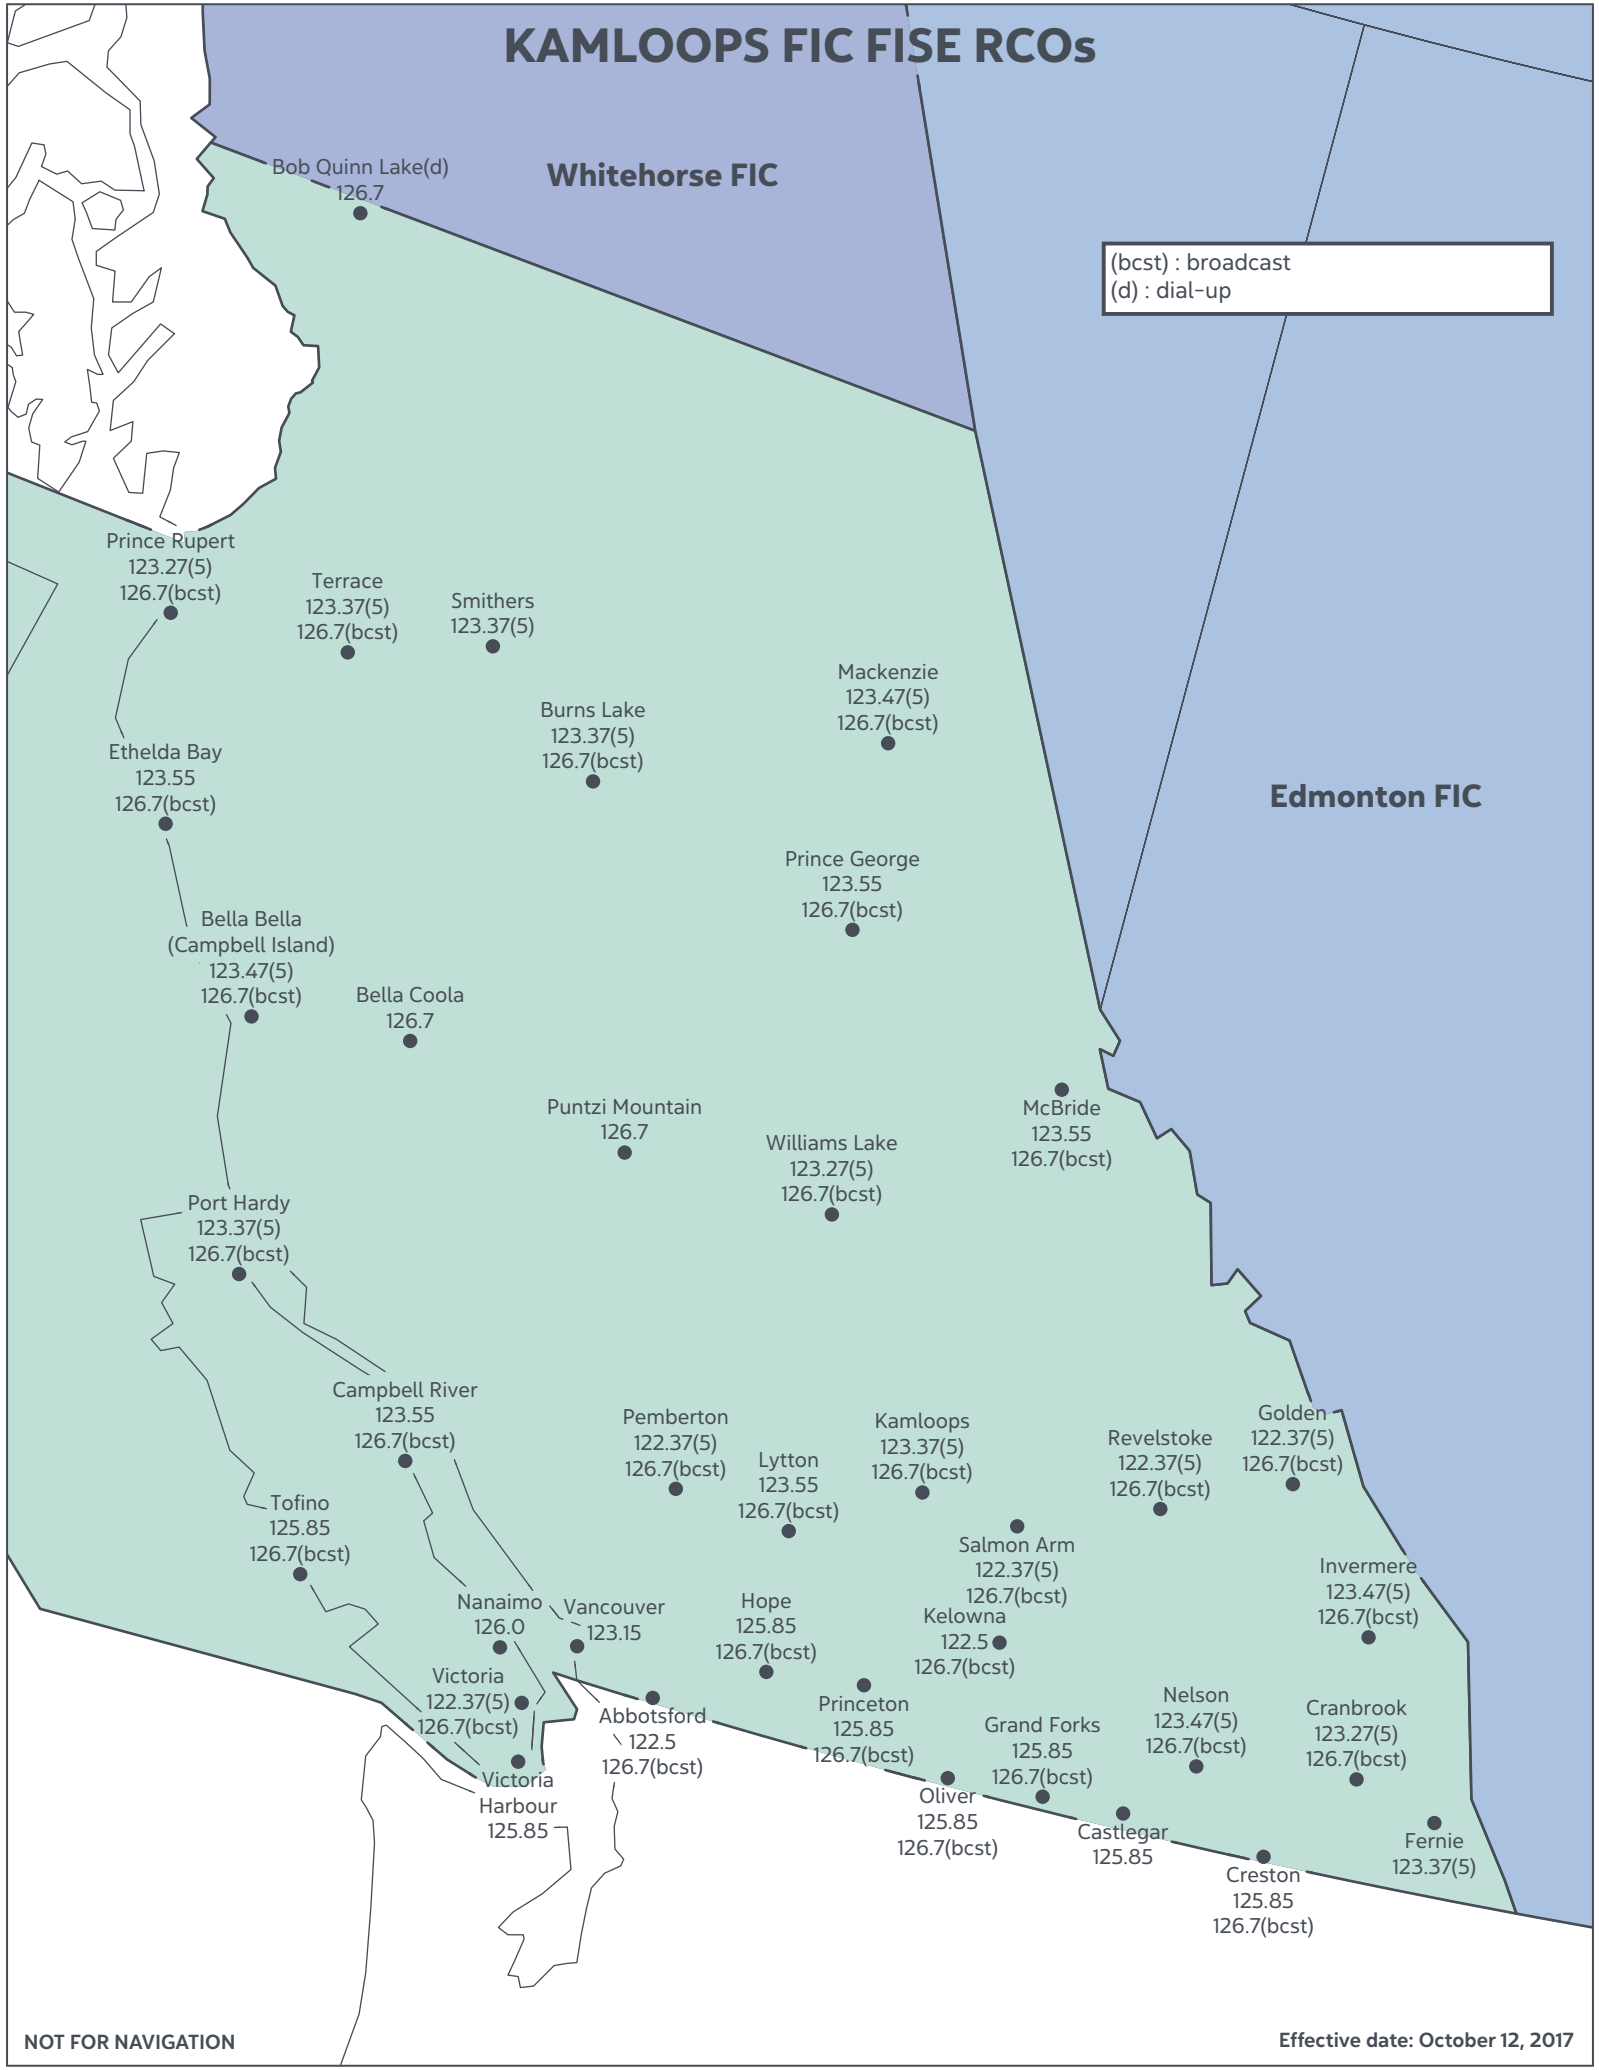 KAMLOOPS FIC FISE RCOs
Bob Quinn Lake(d)
126.7
Whitehorse FIC
(bcst) : broadcast
(d) : dial-up
Prince Rupert
123.27(5)
126.7(bcst)
Terrace
123.37(5)
126.7(bcst)
Smithers
123.37(5)
Mackenzie
123.47(5)
126.7(bcst)
Burns Lake
123.37(5)
126.7(bcst)
Ethelda Bay
123.55
126.7(bcst)
Edmonton FIC
Prince George
123.55
126.7(bcst)
Bella Bella
(Campbell Island)
123.47(5)
126.7(bcst)
Bella Coola
126.7
Puntzi Mountain
126.7
McBride
123.55
126.7(bcst)
Williams Lake
123.27(5)
126.7(bcst)
Port Hardy
123.37(5)
126.7(bcst)
Campbell River
123.55
126.7(bcst)
Pemberton
122.37(5)
126.7(bcst)
Lytton
123.55
126.7(bcst)
Kamloops
123.37(5)
126.7(bcst)
Revelstoke
122.37(5)
126.7(bcst)
Golden
122.37(5)
126.7(bcst)
Tofino
125.85
126.7(bcst)
Salmon Arm
122.37(5)
126.7(bcst)
Invermere
123.47(5)
126.7(bcst)
Nanaimo
126.0
Vancouver
123.15
Hope
125.85
126.7(bcst)
Kelowna
122.5
126.7(bcst)
Victoria
122.37(5)
126.7(bcst)
Abbotsford
122.5
126.7(bcst)
Princeton
125.85
126.7(bcst)
Grand Forks
125.85
126.7(bcst)
Nelson
123.47(5)
126.7(bcst)
Cranbrook
123.27(5)
126.7(bcst)
Victoria
Harbour
125.85
Oliver
125.85
126.7(bcst)
Castlegar
125.85
Fernie
123.37(5)
Creston
125.85
126.7(bcst)
NOT FOR NAVIGATION
Effective date: October 12, 2017